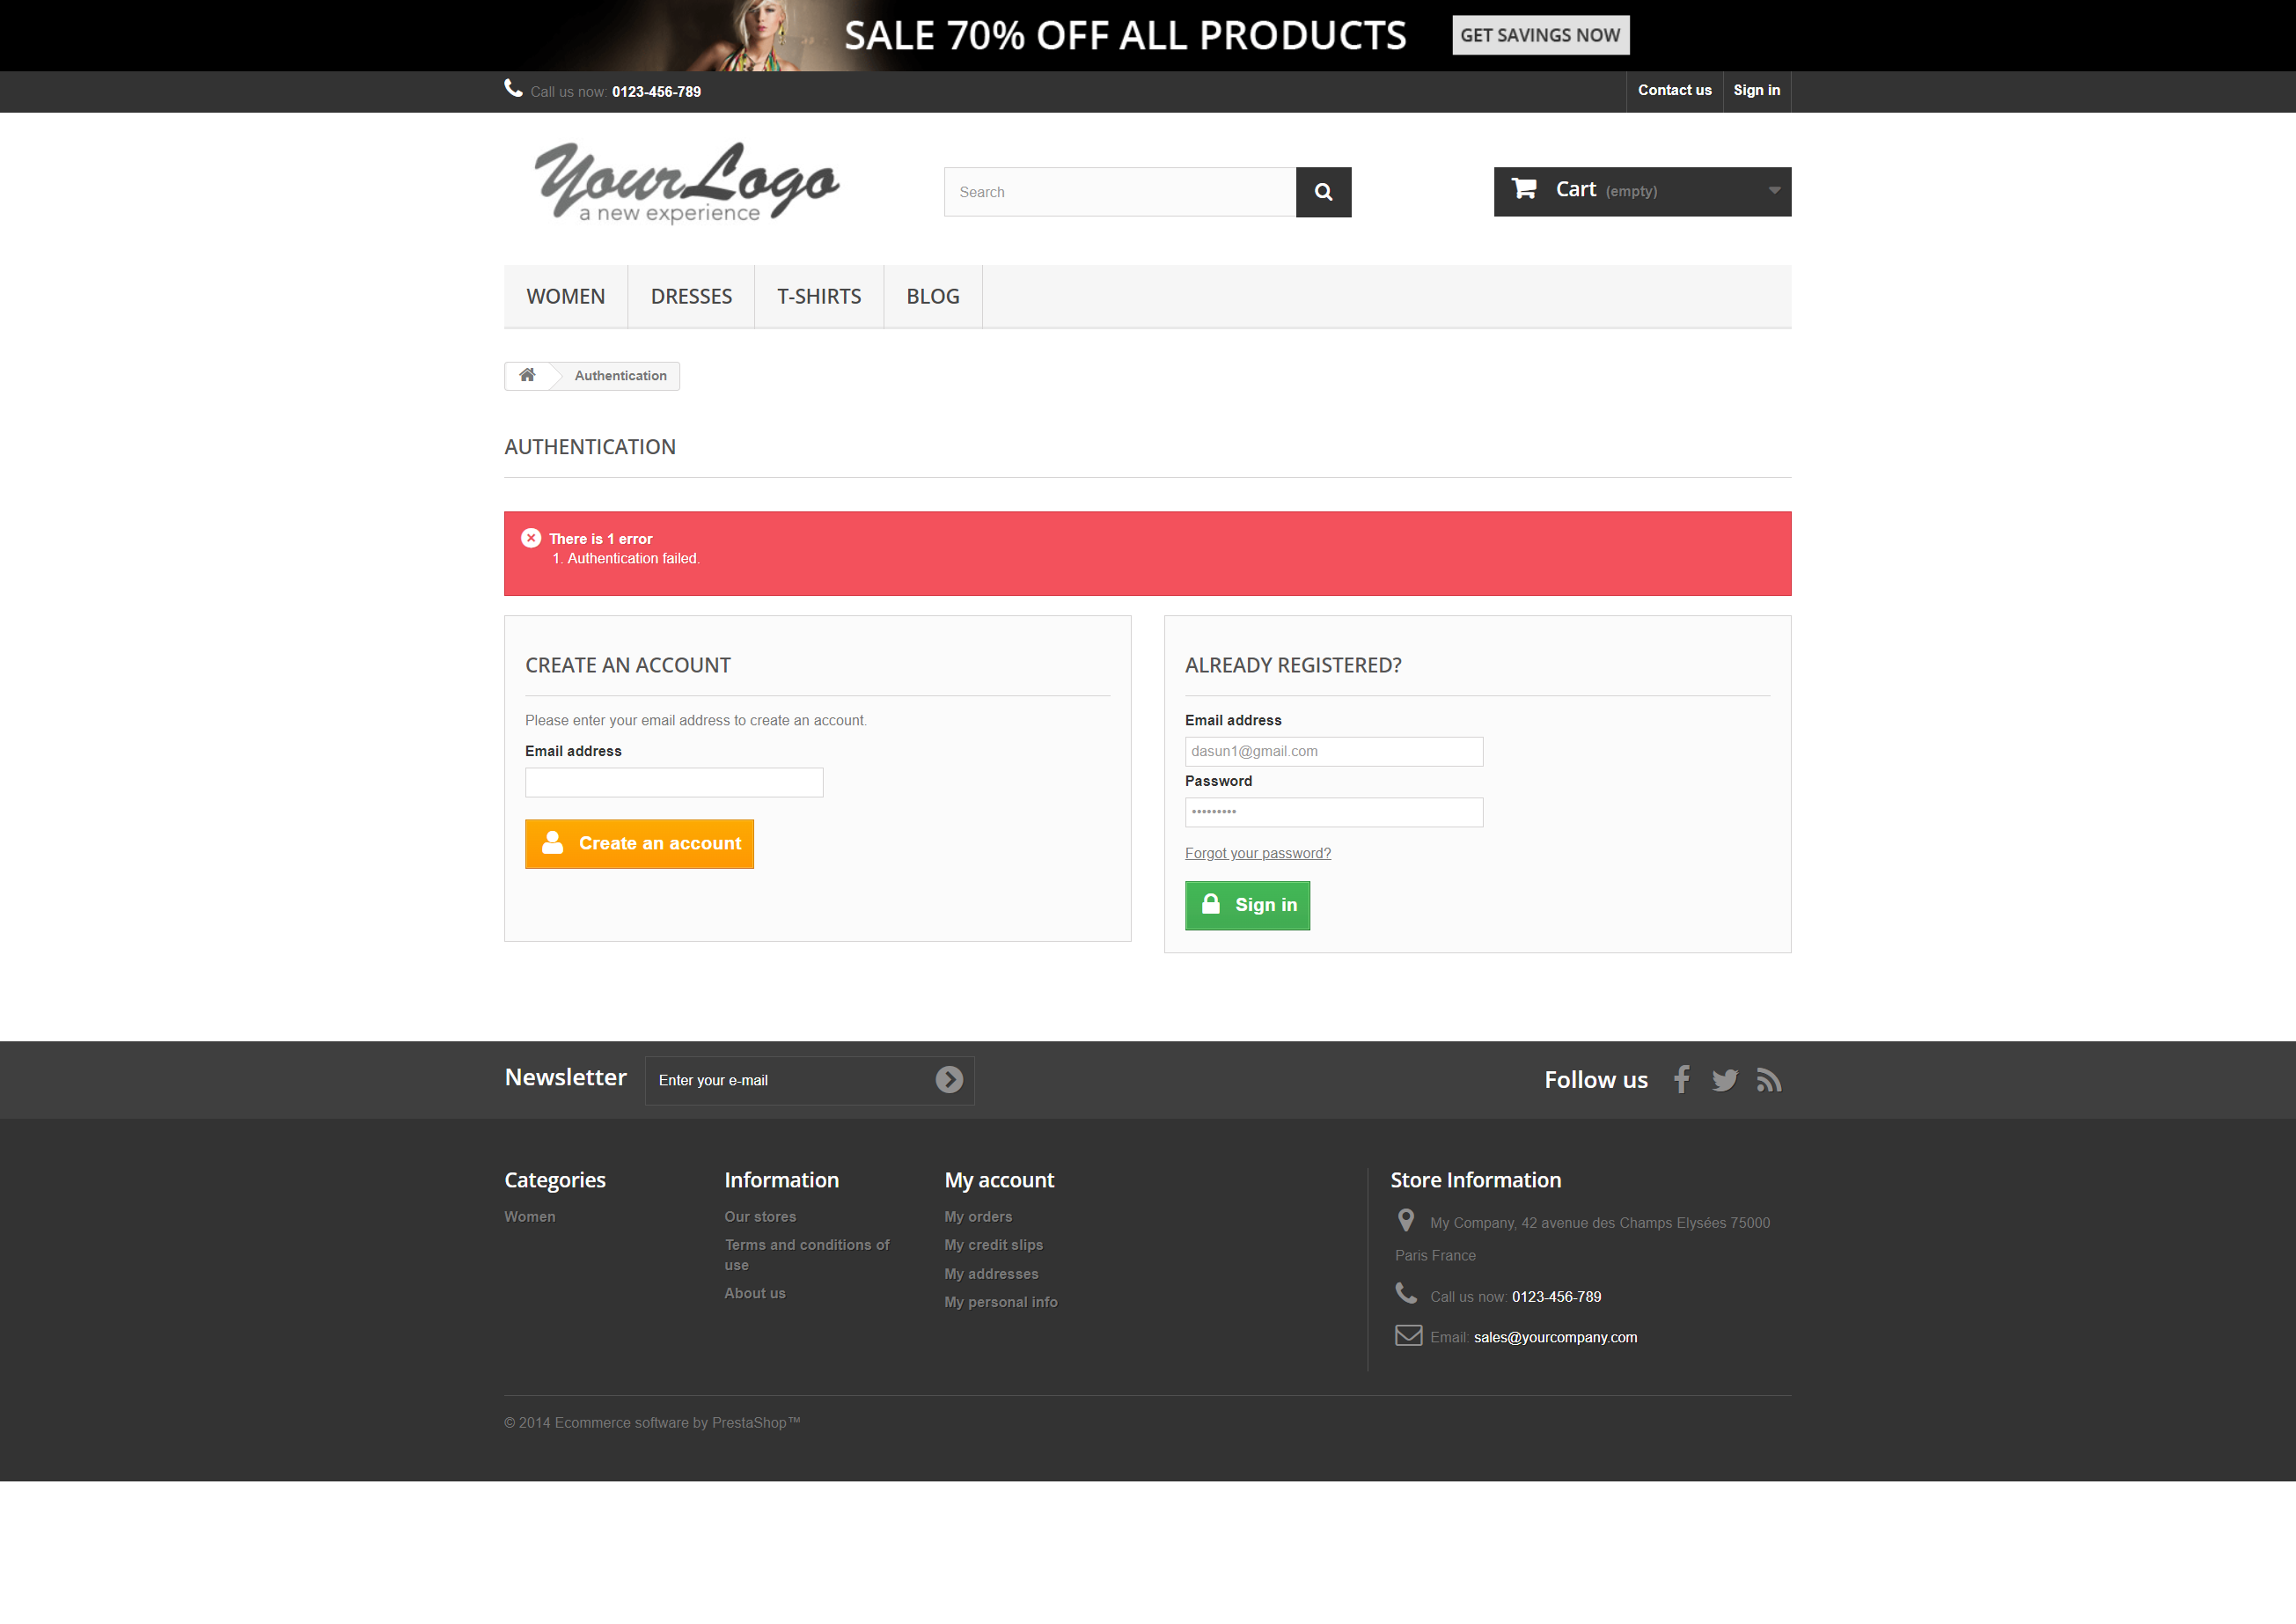 SALE 70% OFF ALL PRODUCTS
GET SAVINGS NOW
Call us now: 0123-456-789
Contact us
Sign in
YourLogo
a new experience
Search
Cart (empty)
WOMEN
DRESSES
T-SHIRTS
BLOG
Authentication
AUTHENTICATION
There is 1 error
1. Authentication failed.
CREATE AN ACCOUNT
Please enter your email address to create an account.
Email address
Create an account
ALREADY REGISTERED?
Email address
dasun1@gmail.com
Password
•••••••••
Forgot your password?
Sign in
Newsletter
Enter your e-mail
Follow us
Categories
Women
Information
Our stores
Terms and conditions of
use
About us
My account
My orders
My credit slips
My addresses
My personal info
Store Information
My Company, 42 avenue des Champs Elysées 75000
Paris France
Call us now: 0123-456-789
Email: sales@yourcompany.com
© 2014 Ecommerce software by PrestaShop™